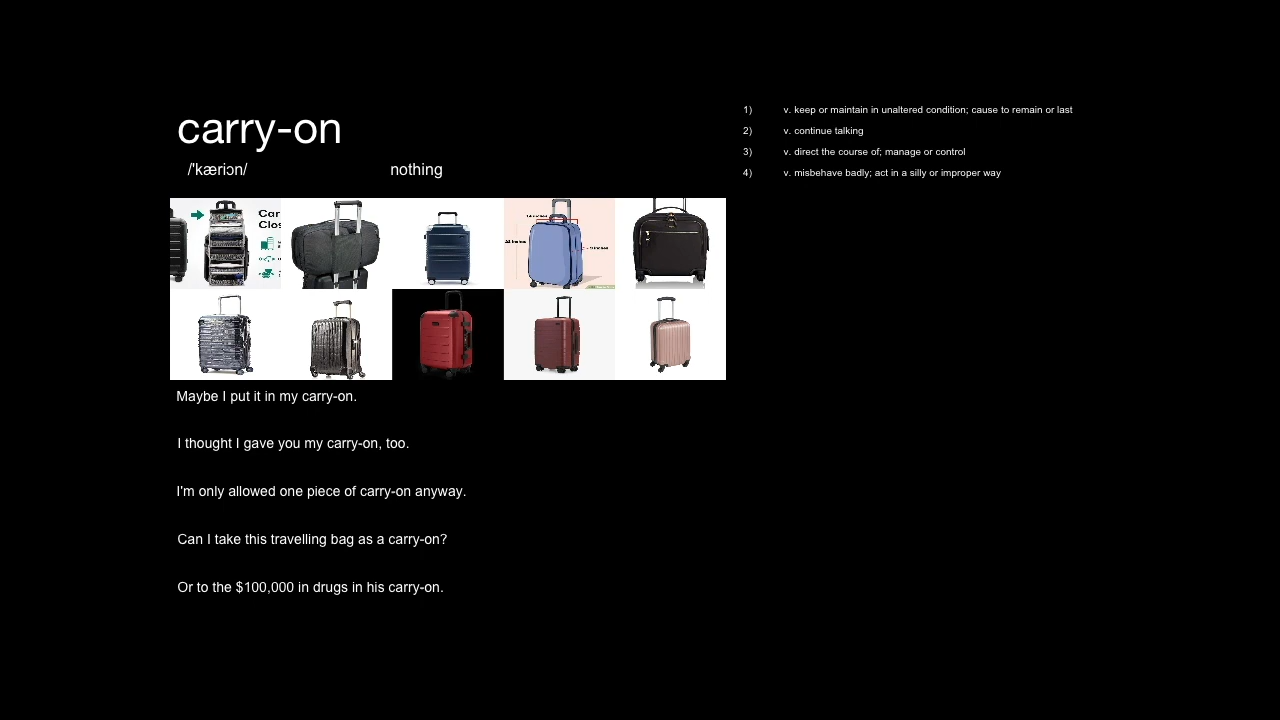 carry-on
/'kæriɔn/
nothing
Maybe I put it in my carry-on.
I thought I gave you my carry-on, too.
I'm only allowed one piece of carry-on anyway.
Can I take this travelling bag as a carry-on?
Or to the $100,000 in drugs in his carry-on.
1) v. keep or maintain in unaltered condition; cause to remain or last
2) v. continue talking
3) v. direct the course of; manage or control
4) v. misbehave badly; act in a silly or improper way